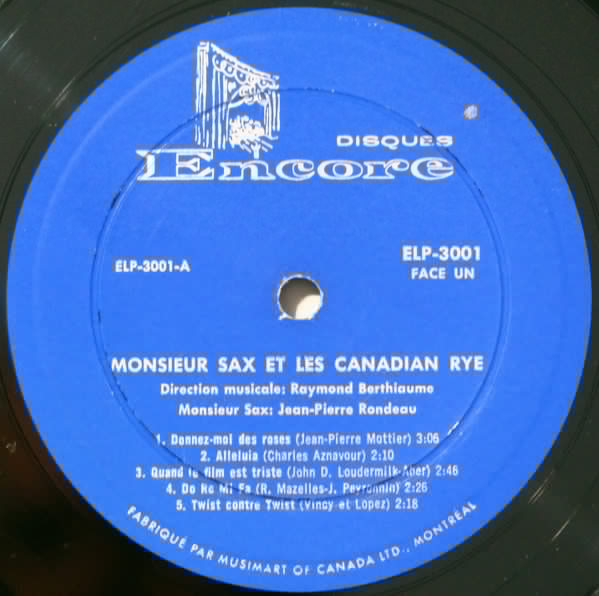 DISQUES
Encore
ELP-3001-A
ELP-3001
FACE UN
MONSIEUR SAX ET LES CANADIAN RYE
Direction musicale: Raymond Berthiaume
Monsieur Sax: Jean-Pierre Rondeau
1. Donnez-moi des roses (Jean-Pierre Mottier) 3:06
2. Alleluia (Charles Aznavour) 2:10
3. Quand le film est triste (John D. Loudermilk-Aber) 2:46
4. Do Re Mi Fa (R. Mazelles-J. Peyronnin) 2:26
5. Twist contre Twist (Vincy et Lopez) 2:18
FABRIQUÉ PAR MUSIMART OF CANADA LTD., MONTRÉAL